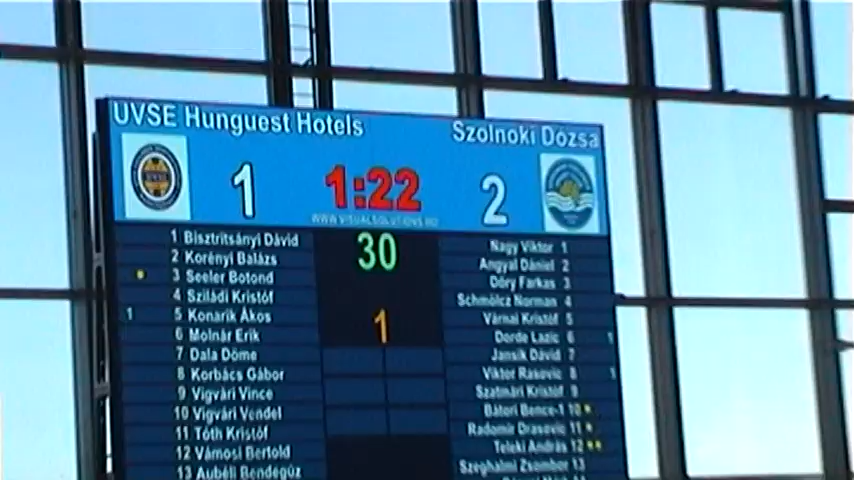 UVSE Hunguest Hotels
Szolnoki Dózsa
1
1:22
2
WWW.VISUALSOLUTIONS.HU
30
1
1 Bisztritsányi Dávid
2 Korényi Balázs
3 Seeler Botond
4 Sziládi Kristóf
1 5 Konarik Ákos
6 Molnár Erik
7 Dala Döme
8 Korbács Gábor
9 Vigvári Vince
10 Vigvári Vendel
11 Tóth Kristóf
12 Vámosi Bertold
13 Aubéli Bendegúz
Nagy Viktor 1
Angyal Dániel 2
Dőry Farkas 3
Schmölcz Norman 4
Várnai Kristóf 5
Dorde Lazic 6 1
Jansik Dávid 7
Viktor Rasovic 8 1
Szatmári Kristóf 9
Bátori Bence-1 10
Radomir Drasovic 11
Teleki András 12
Szeghalmi Zsombor 13